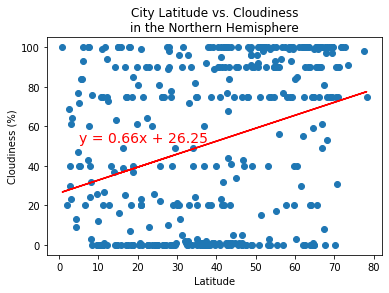 City Latitude vs. Cloudiness
in the Northern Hemisphere
100
80
60
40
20
0
Cloudiness (%)
y = 0.66x + 26.25
0 10 20 30 40 50 60 70 80
Latitude